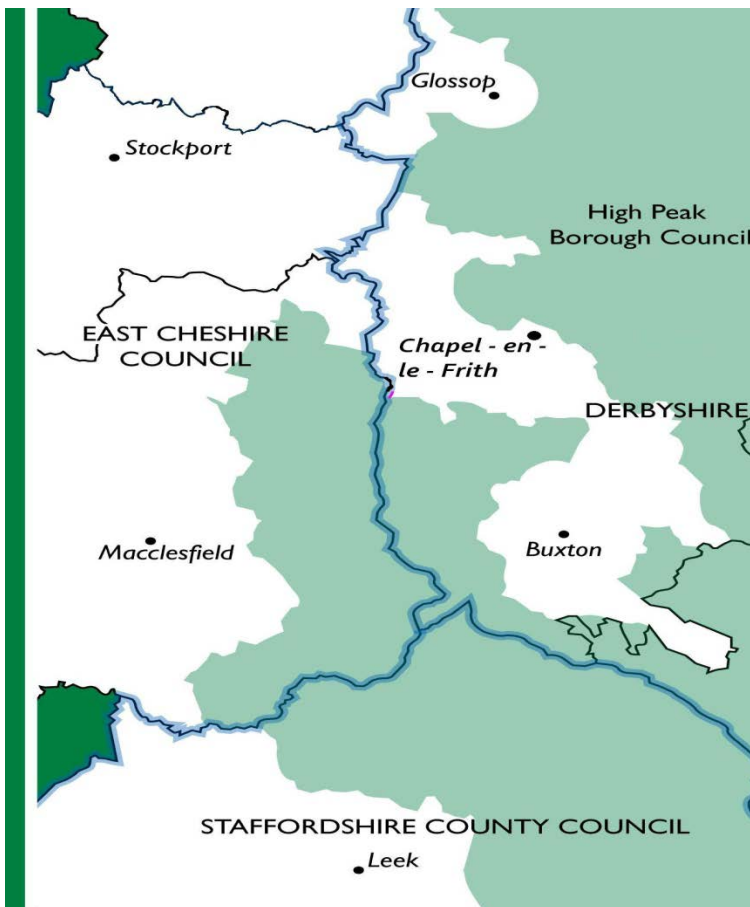 Glossop
Stockport
High Peak
Borough Council
EAST CHESHIRE
COUNCIL
Chapel - en -
le - Frith
DERBYSHIRE
Macclesfield
Buxton
STAFFORDSHIRE COUNTY COUNCIL
Leek